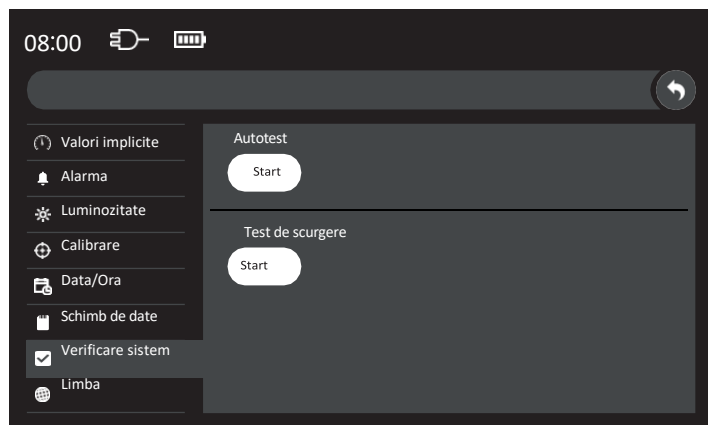 08:00
Valori implicite
Alarma
Luminozitate
Calibrare
Data/Ora
Schimb de date
Verificare sistem
Limba
Autotest
Start
Test de scurgere
Start